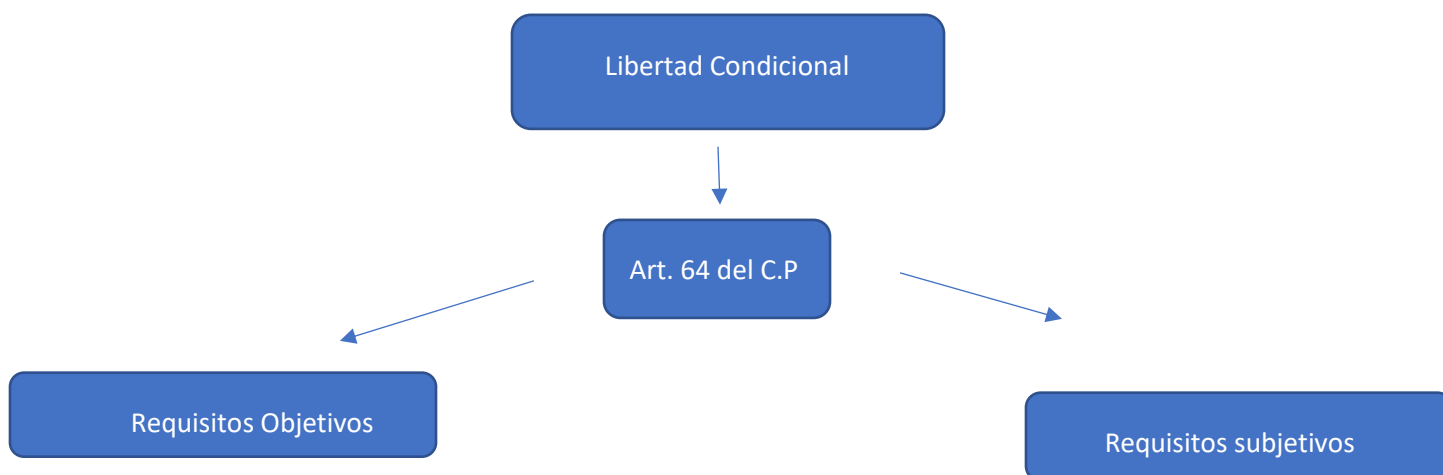 Libertad Condicional
Art. 64 del C.P
Requisitos Objetivos
Requisitos subjetivos